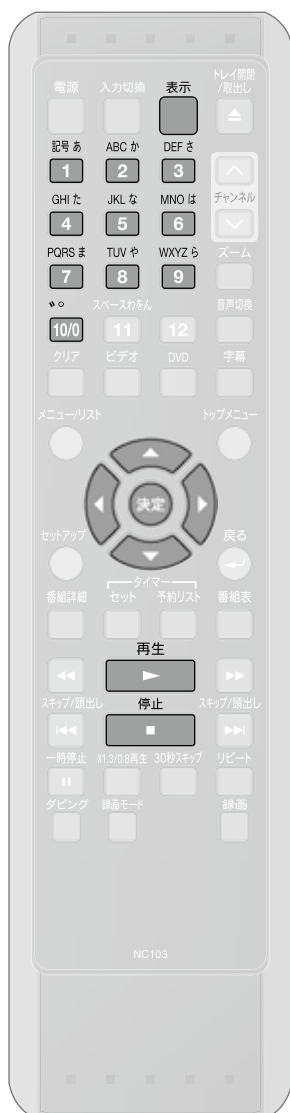 電源 入力切換 表示 トレイ開閉
/取出し
記号 あ ABC か DEF さ
1 2 3
GHI た JKL な MNO は チャンネル
4 5 6
PQRS ま TUV や WXYZ ら ズーム
7 8 9
゛゜ スペースわをん 音声切換
10/0 11 12
クリア ビデオ DVD 字幕
メニュー/リスト トップメニュー
決定
セットアップ 戻る
タイマー
番組詳細 セット 予約リスト 番組表
再生
スキップ/頭出し 停止 スキップ/頭出し
一時停止 X1.3/0.8再生 30秒スキップ リピート
ダビング 録画モード 録画
NC103